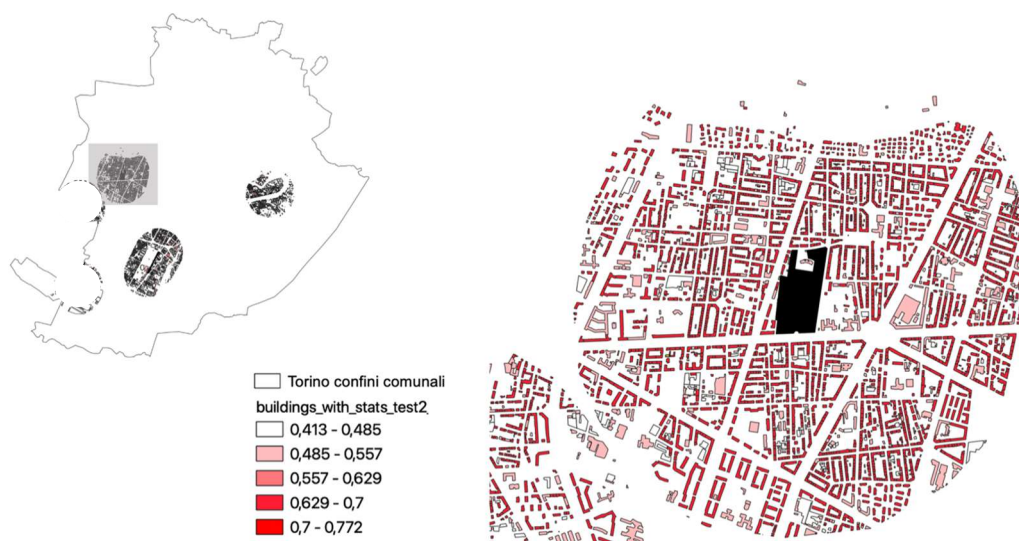 Torino confini comunali
buildings_with_stats_test2
0,413 - 0,485
0,485 - 0,557
0,557 - 0,629
0,629 - 0,7
0,7 - 0,772